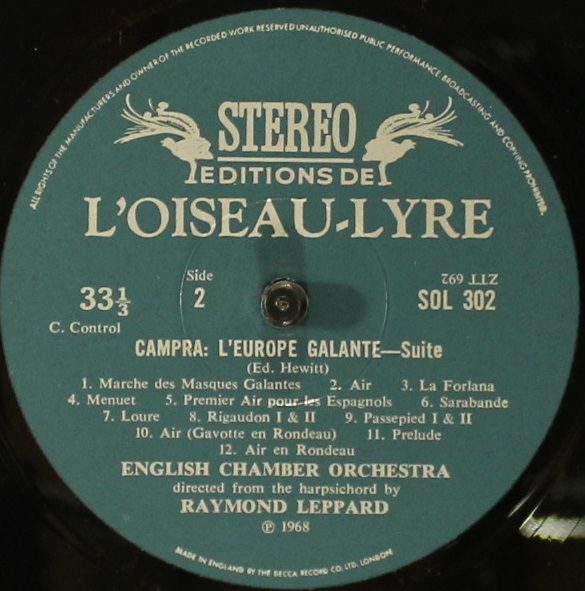 ALL RIGHTS OF THE MANUFACTURERS AND OWNER OF THE RECORDED WORK RESERVED UNAUTHORISED PUBLIC PERFORMANCE, BROADCASTING AND COPYING PROHIBITED.
STEREO
EDITIONS DE
L'OISEAU-LYRE
Side
2
33 1/3
C. Control
ZTT 692
SOL 302
CAMPRA: L'EUROPE GALANTE—Suite
(Ed. Hewitt)
1. Marche des Masques Galantes 2. Air 3. La Forlana
4. Menuet 5. Premier Air pour les Espagnols 6. Sarabande
7. Loure 8. Rigaudon I & II 9. Passepied I & II
10. Air (Gavotte en Rondeau) 11. Prelude
12. Air en Rondeau
ENGLISH CHAMBER ORCHESTRA
directed from the harpsichord by
RAYMOND LEPPARD
℗ 1968
MADE IN ENGLAND BY THE DECCA RECORD CO. LTD. LONDON.